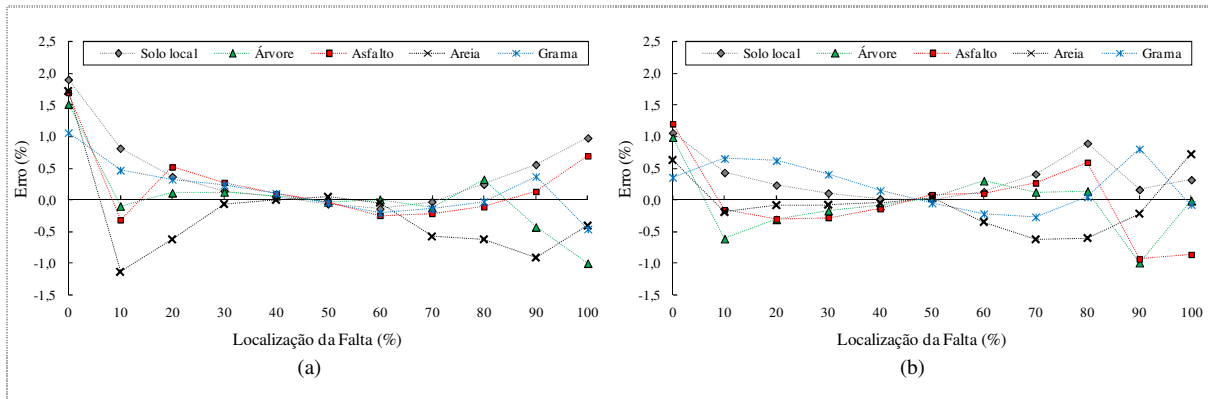 2,5
2,0
1,5
1,0
0,5
0,0
-0,5
-1,0
-1,5
Erro (%)
Solo local Árvore Asfalto Areia Grama
0 10 20 30 40 50 60 70 80 90 100
Localização da Falta (%)
(a)
2,5
2,0
1,5
1,0
0,5
0,0
-0,5
-1,0
-1,5
Erro (%)
Solo local Árvore Asfalto Areia Grama
0 10 20 30 40 50 60 70 80 90 100
Localização da Falta (%)
(b)